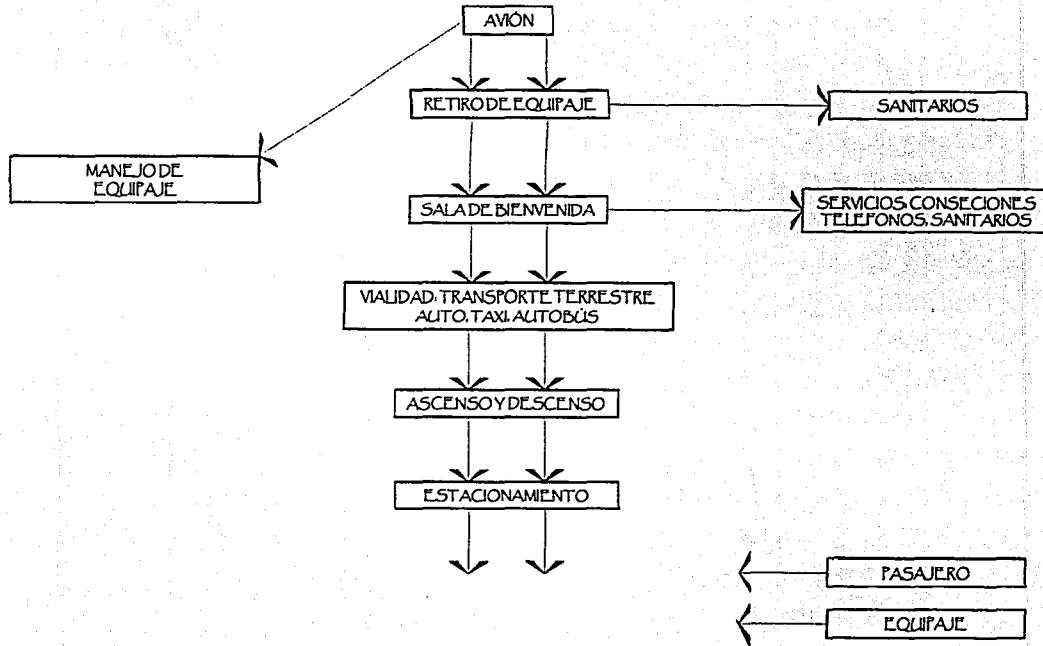 AVIÓN
RETIRO DE EQUIPAJE
SANITARIOS
MANEJO DE
EQUIPAJE
SALA DE BIENVENIDA
SERVICIOS, CONSECIONES
TELEFONOS, SANITARIOS
VIALIDAD, TRANSPORTE TERRESTRE
AUTO, TAXI, AUTOBÚS
ASCENSO Y DESCENSO
ESTACIONAMIENTO
PASAJERO
EQUIPAJE